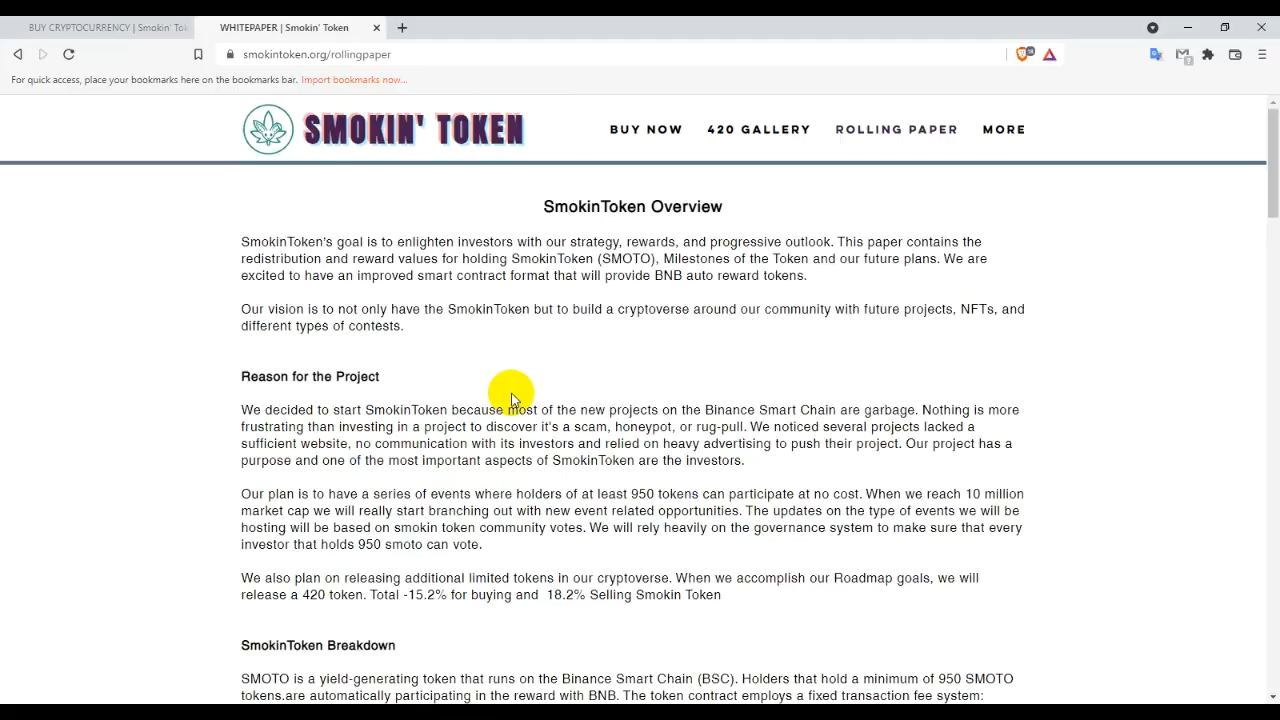 BUY CRYPTOCURRENCY | Smokin' Tok
WHITEPAPER | Smokin' Token
smokintoken.org/rollingpaper
For quick access, place your bookmarks here on the bookmarks bar. Import bookmarks now...
SMOKIN' TOKEN
BUY NOW 420 GALLERY ROLLING PAPER MORE
SmokinToken Overview
SmokinToken's goal is to enlighten investors with our strategy, rewards, and progressive outlook. This paper contains the
redistribution and reward values for holding SmokinToken (SMOTO), Milestones of the Token and our future plans. We are
excited to have an improved smart contract format that will provide BNB auto reward tokens.
Our vision is to not only have the SmokinToken but to build a cryptoverse around our community with future projects, NFTs, and
different types of contests.
Reason for the Project
We decided to start SmokinToken because most of the new projects on the Binance Smart Chain are garbage. Nothing is more
frustrating than investing in a project to discover it's a scam, honeypot, or rug-pull. We noticed several projects lacked a
sufficient website, no communication with its investors and relied on heavy advertising to push their project. Our project has a
purpose and one of the most important aspects of SmokinToken are the investors.
Our plan is to have a series of events where holders of at least 950 tokens can participate at no cost. When we reach 10 million
market cap we will really start branching out with new event related opportunities. The updates on the type of events we will be
hosting will be based on smokin token community votes. We will rely heavily on the governance system to make sure that every
investor that holds 950 smoto can vote.
We also plan on releasing additional limited tokens in our cryptoverse. When we accomplish our Roadmap goals, we will
release a 420 token. Total -15.2% for buying and 18.2% Selling Smokin Token
SmokinToken Breakdown
SMOTO is a yield-generating token that runs on the Binance Smart Chain (BSC). Holders that hold a minimum of 950 SMOTO
tokens.are automatically participating in the reward with BNB. The token contract employs a fixed transaction fee system: